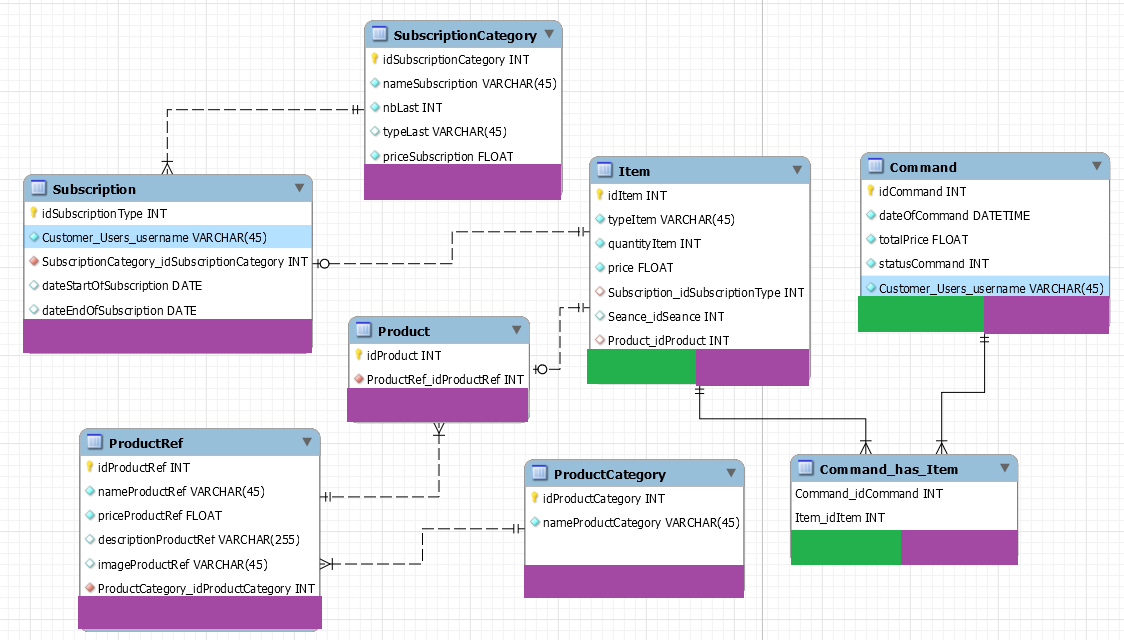 SubscriptionCategory
idSubscriptionCategory INT
nameSubscription VARCHAR(45)
nbLast INT
typeLast VARCHAR(45)
priceSubscription FLOAT
Subscription
idSubscriptionType INT
Customer_Users_username VARCHAR(45)
SubscriptionCategory_idSubscriptionCategory INT
dateStartOfSubscription DATE
dateEndOfSubscription DATE
Item
idItem INT
typeItem VARCHAR(45)
quantityItem INT
price FLOAT
Subscription_idSubscriptionType INT
Seance_idSeance INT
Product_idProduct INT
Command
idCommand INT
dateOfCommand DATETIME
totalPrice FLOAT
statusCommand INT
Customer_Users_username VARCHAR(45)
Product
idProduct INT
ProductRef_idProductRef INT
ProductRef
idProductRef INT
nameProductRef VARCHAR(45)
priceProductRef FLOAT
descriptionProductRef VARCHAR(255)
imageProductRef VARCHAR(45)
ProductCategory_idProductCategory INT
ProductCategory
idProductCategory INT
nameProductCategory VARCHAR(45)
Command_has_Item
Command_idCommand INT
Item_idItem INT